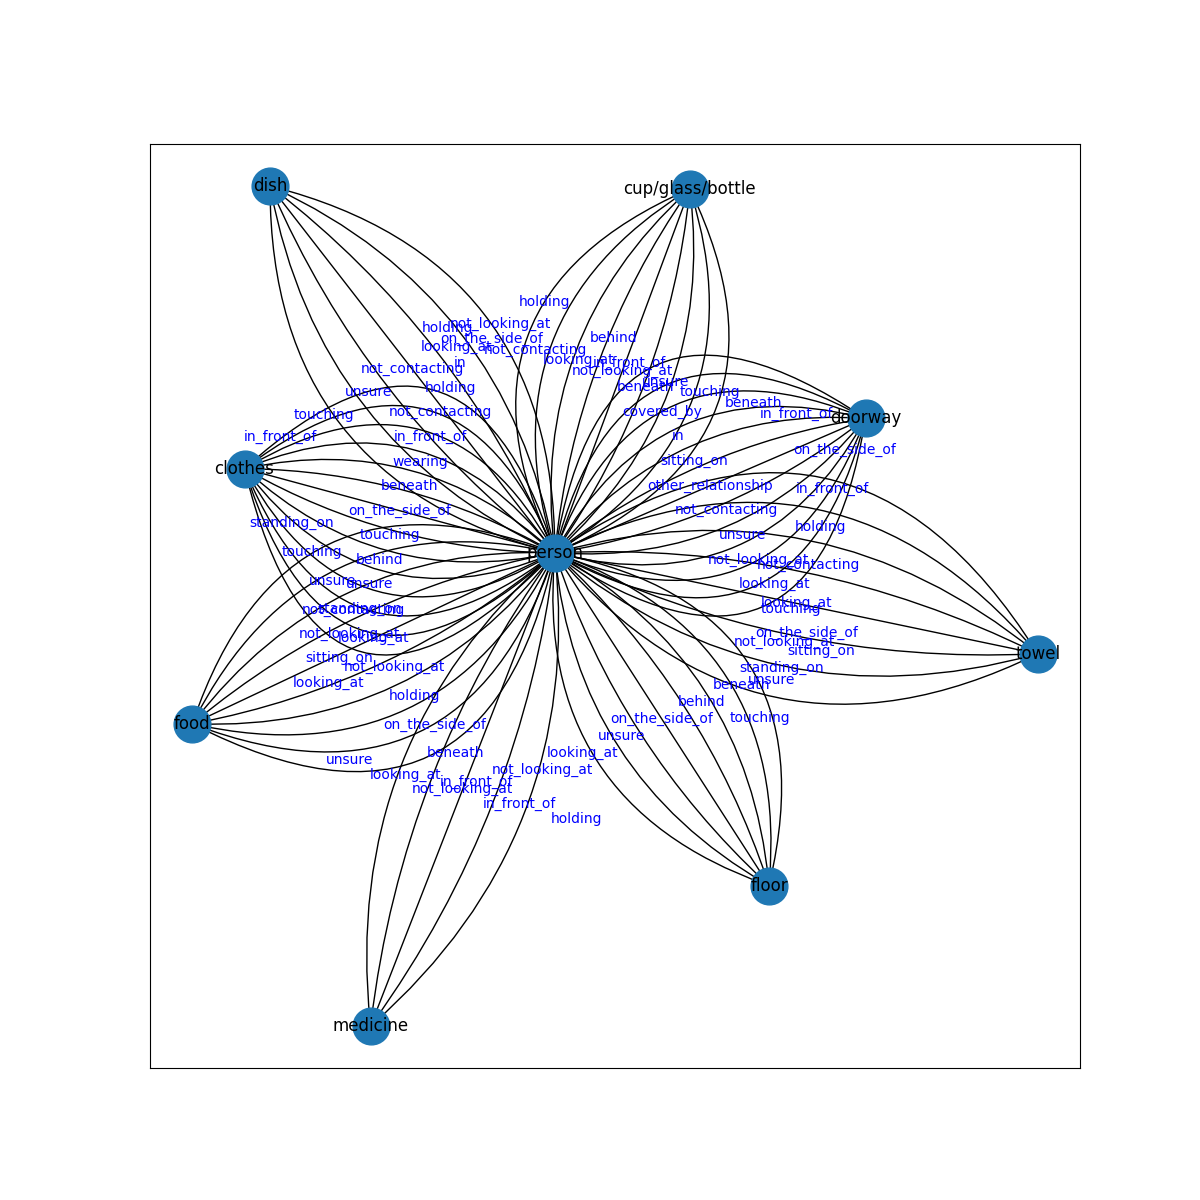 dish
cup/glass/bottle
holding
not_looking_at
holding
on_the_side_of
behind
looking_at
not_contacting
looking_at
in_front_of
in
not_contacting
not_looking_at
unsure
holding
beneath
unsure
touching
beneath
touching
not_contacting
covered_by
in_front_of
doorway
in_front_of
in_front_of
in
on_the_side_of
clothes
wearing
sitting_on
beneath
other_relationship
in_front_of
on_the_side_of
not_contacting
standing_on
touching
unsure
holding
touching
behind
person
not_looking_at
not_contacting
unsure
unsure
looking_at
not_contacting
standing_on
looking_at
touching
not_looking_at
looking_at
on_the_side_of
not_looking_at
sitting_on
sitting_on
towel
not_looking_at
standing_on
looking_at
unsure
beneath
holding
behind
food
on_the_side_of
on_the_side_of
touching
unsure
unsure
beneath
looking_at
looking_at
not_looking_at
in_front_of
not_looking_at
in_front_of
holding
floor
medicine